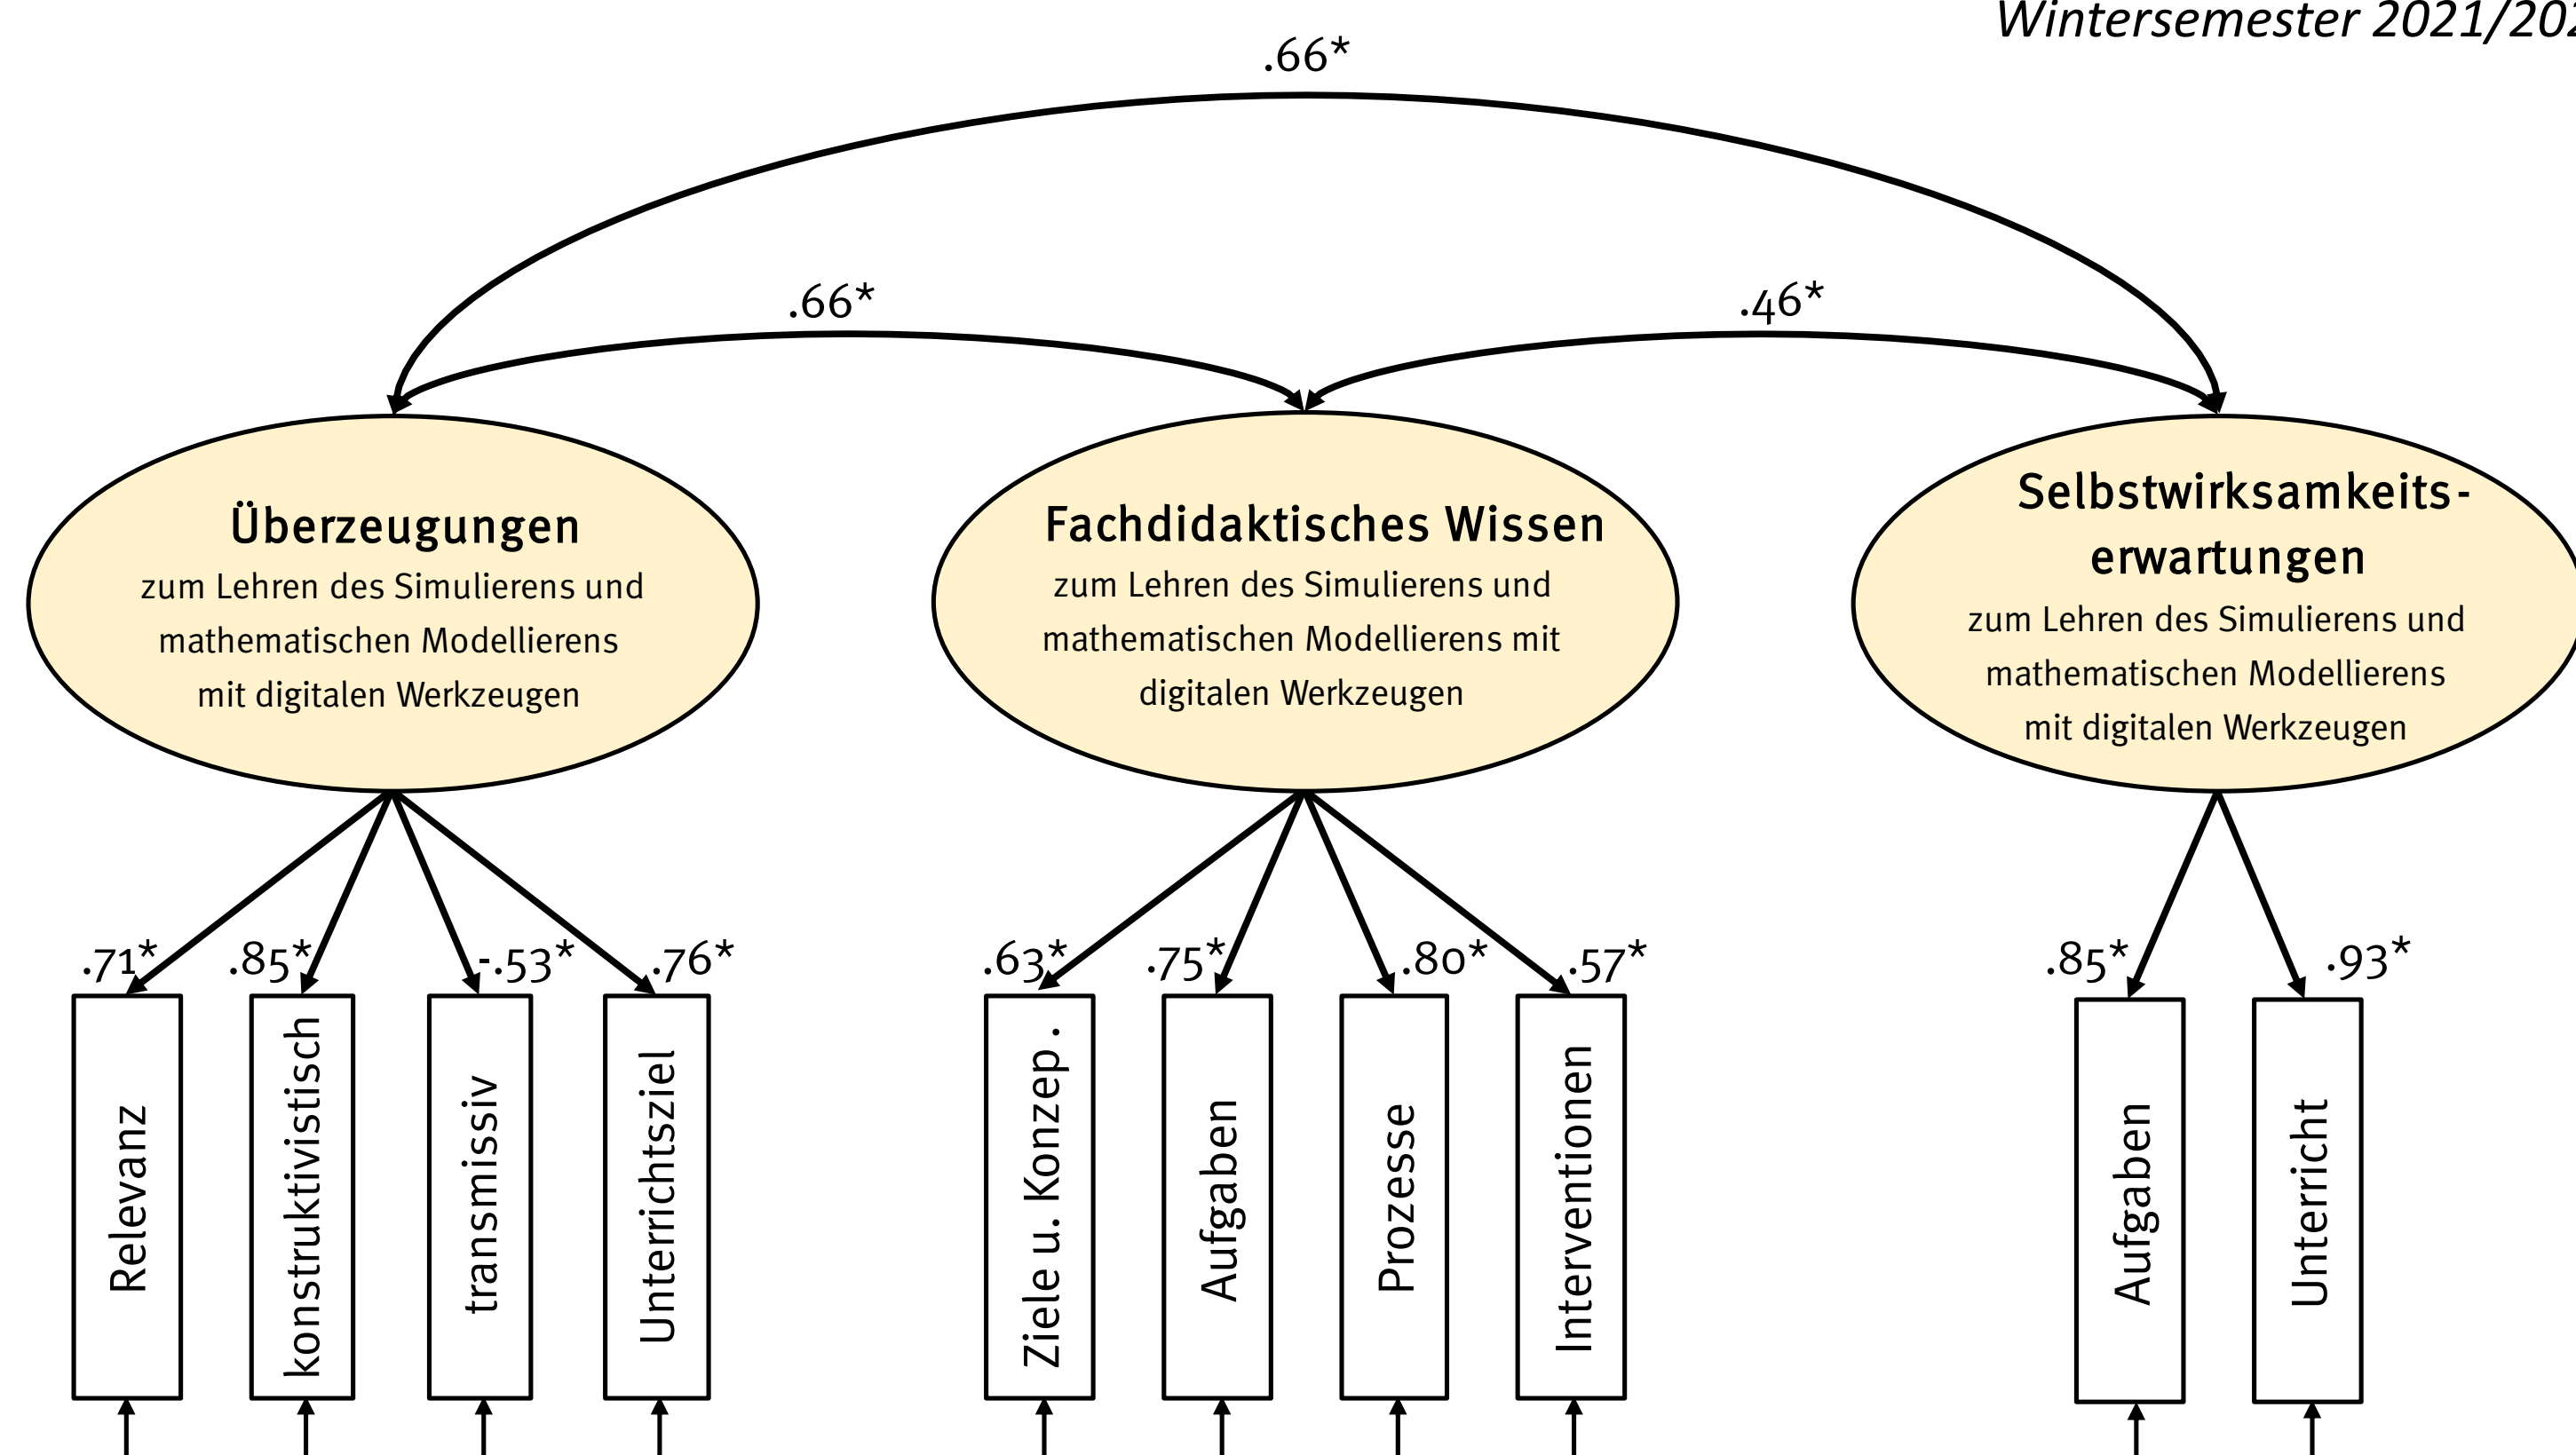 Wintersemester 2021/202
.66*
.66*
.46*
Überzeugungen
zum Lehren des Simulierens und
mathematischen Modellierens
mit digitalen Werkzeugen
Fachdidaktisches Wissen
zum Lehren des Simulierens und
mathematischen Modellierens mit
digitalen Werkzeugen
Selbstwirksamkeits-
erwartungen
zum Lehren des Simulierens und
mathematischen Modellierens
mit digitalen Werkzeugen
.71*
.85*
-.53*
.76*
.63*
.75*
.80*
.57*
.85*
.93*
Relevanz
konstruktivistisch
transmissiv
Unterrichtsziel
Ziele u. Konzep.
Aufgaben
Prozesse
Interventionen
Aufgaben
Unterricht